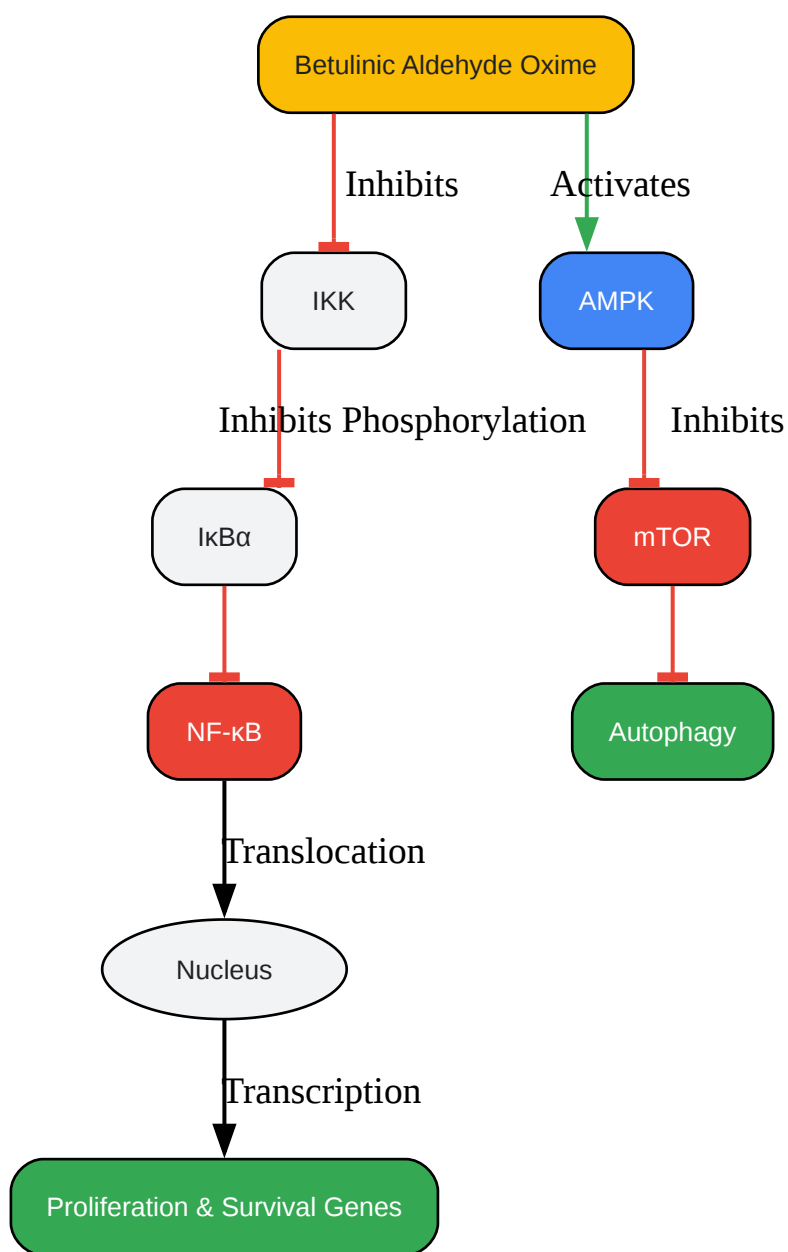 Betulinic Aldehyde Oxime
Inhibits
Activates
IKK
AMPK
Inhibits Phosphorylation
Inhibits
IκBα
mTOR
NF-κB
Autophagy
Translocation
Nucleus
Transcription
Proliferation & Survival Genes